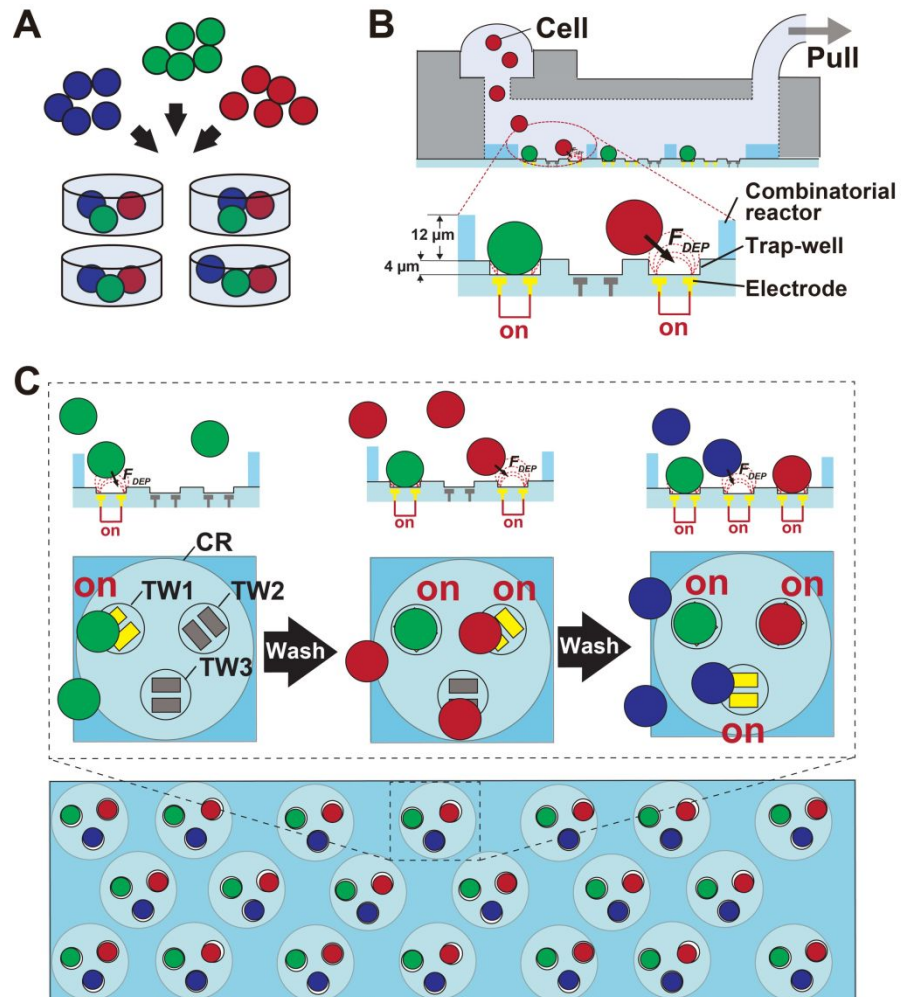 A
B
Cell
Pull
Combinatorial
reactor
12 µm
4 µm
F DEP
Trap-well
Electrode
on
on
C
F DEP
F DEP
F DEP
on
on
on
on
on
on
CR
on
TW1
TW2
TW3
Wash
on
on
Wash
on
on
on